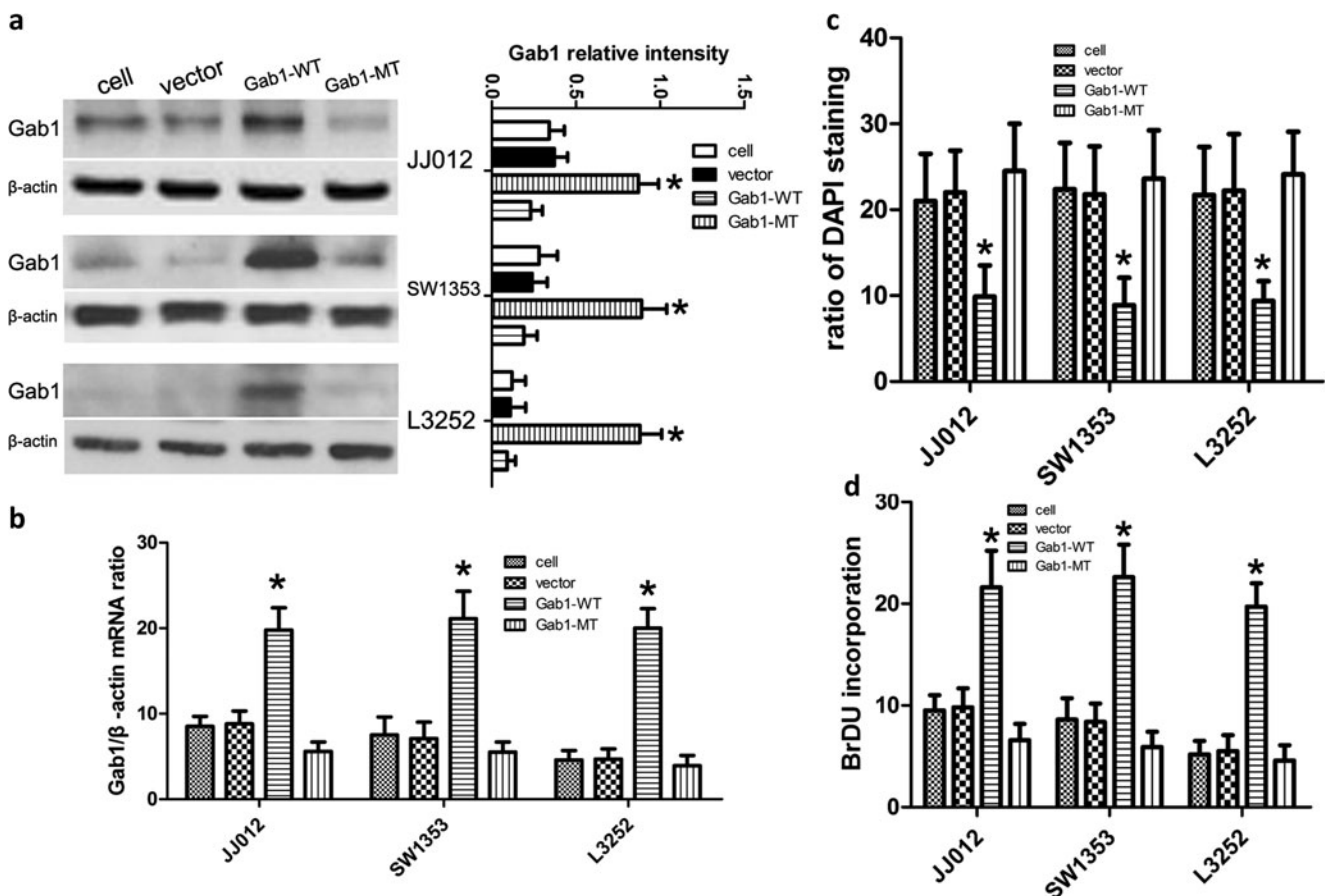 a
cell vector Gab1-WT Gab1-MT
Gab1
β-actin
Gab1
β-actin
Gab1
β-actin
Gab1 relative intensity
0.0 0.5 1.0 1.5
JJ012
*
SW1353
*
L3252
*
cell
vector
Gab1-WT
Gab1-MT
b
Gab1/β -actin mRNA ratio
30
20
10
0
* * *
cell
vector
Gab1-WT
Gab1-MT
JJ012 SW1353 L3252
c
ratio of DAPI staining
40
30
20
10
0
cell
vector
Gab1-WT
Gab1-MT
* * *
JJ012 SW1353 L3252
d
BrDU incorporation
30
20
10
0
cell
vector
Gab1-WT
Gab1-MT
* * *
JJ012 SW1353 L3252